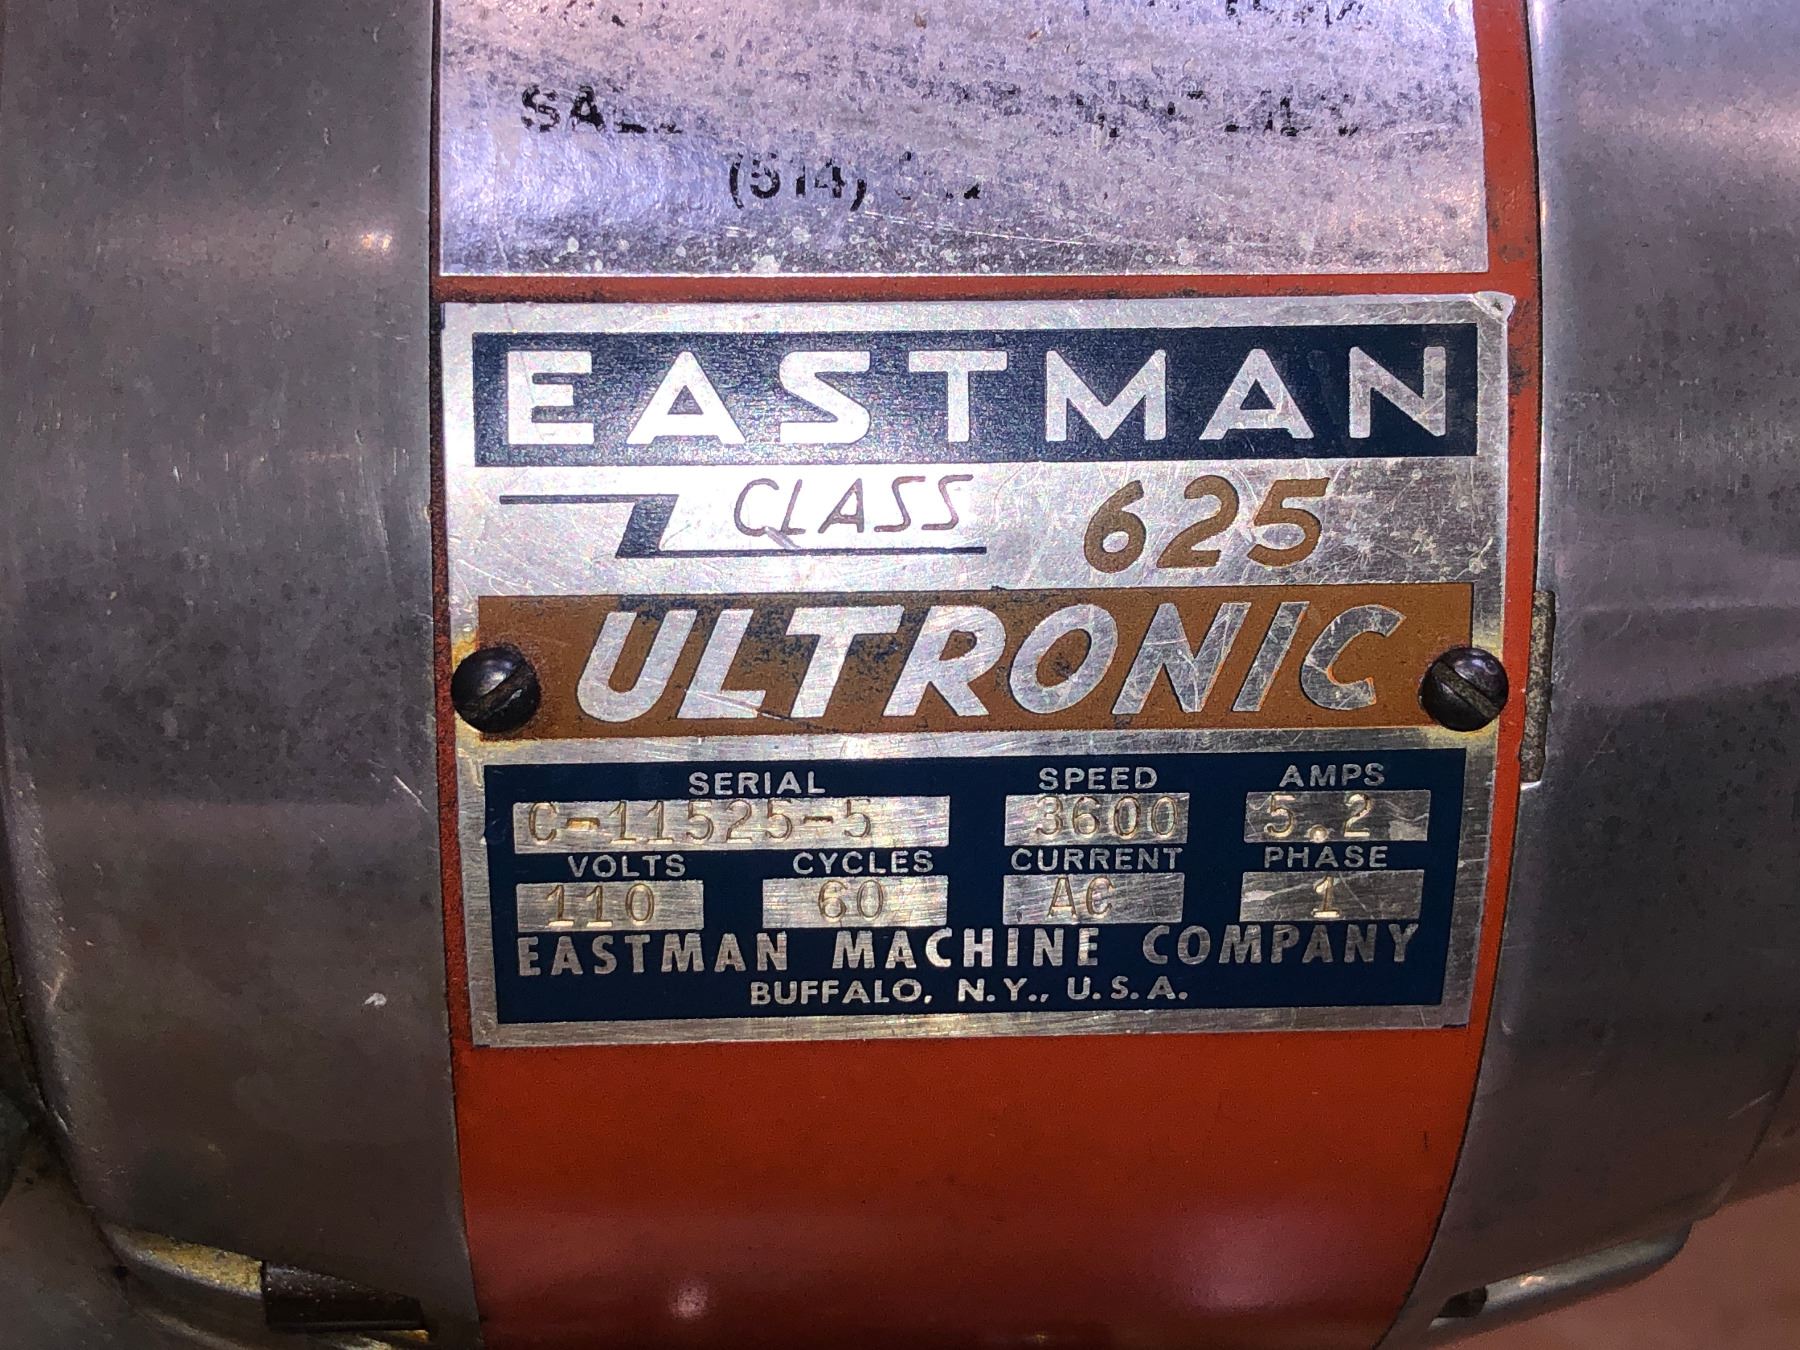 (514)
EASTMAN
CLASS 625
ULTRONIC
SERIAL SPEED AMPS
C-11525-5 3600 5.2
VOLTS CYCLES CURRENT PHASE
110 60 AC 1
EASTMAN MACHINE COMPANY
BUFFALO, N.Y., U.S.A.